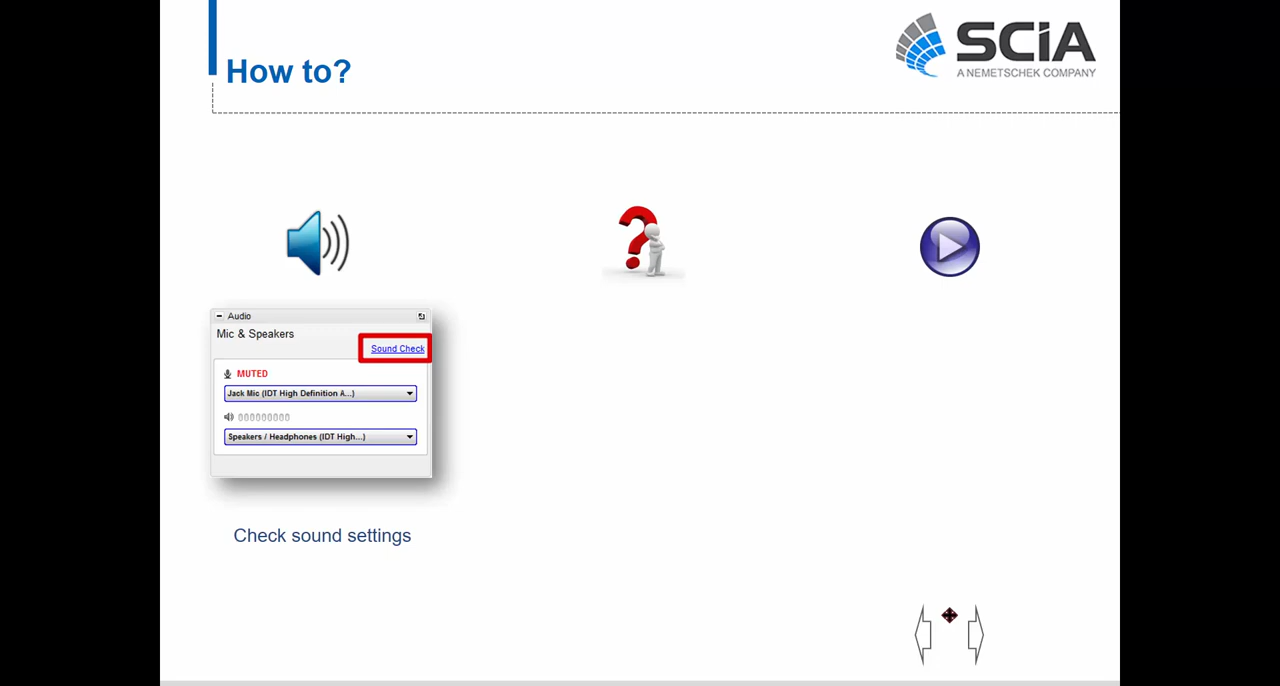 How to?
SCiA
A NEMETSCHEK COMPANY
Audio
Mic & Speakers
Sound Check
MUTED
Jack Mic (IDT High Definition A...)
Speakers / Headphones (IDT High...)
Check sound settings